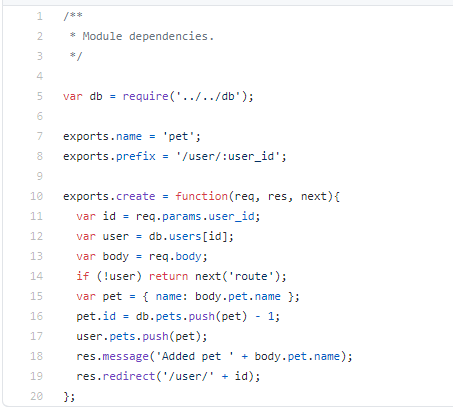 1 /**
2  * Module dependencies.
3  */
4
5 var db = require('../../db');
6
7 exports.name = 'pet';
8 exports.prefix = '/user/:user_id';
9
10 exports.create = function(req, res, next){
11   var id = req.params.user_id;
12   var user = db.users[id];
13   var body = req.body;
14   if (!user) return next('route');
15   var pet = { name: body.pet.name };
16   pet.id = db.pets.push(pet) - 1;
17   user.pets.push(pet);
18   res.message('Added pet ' + body.pet.name);
19   res.redirect('/user/' + id);
20 };